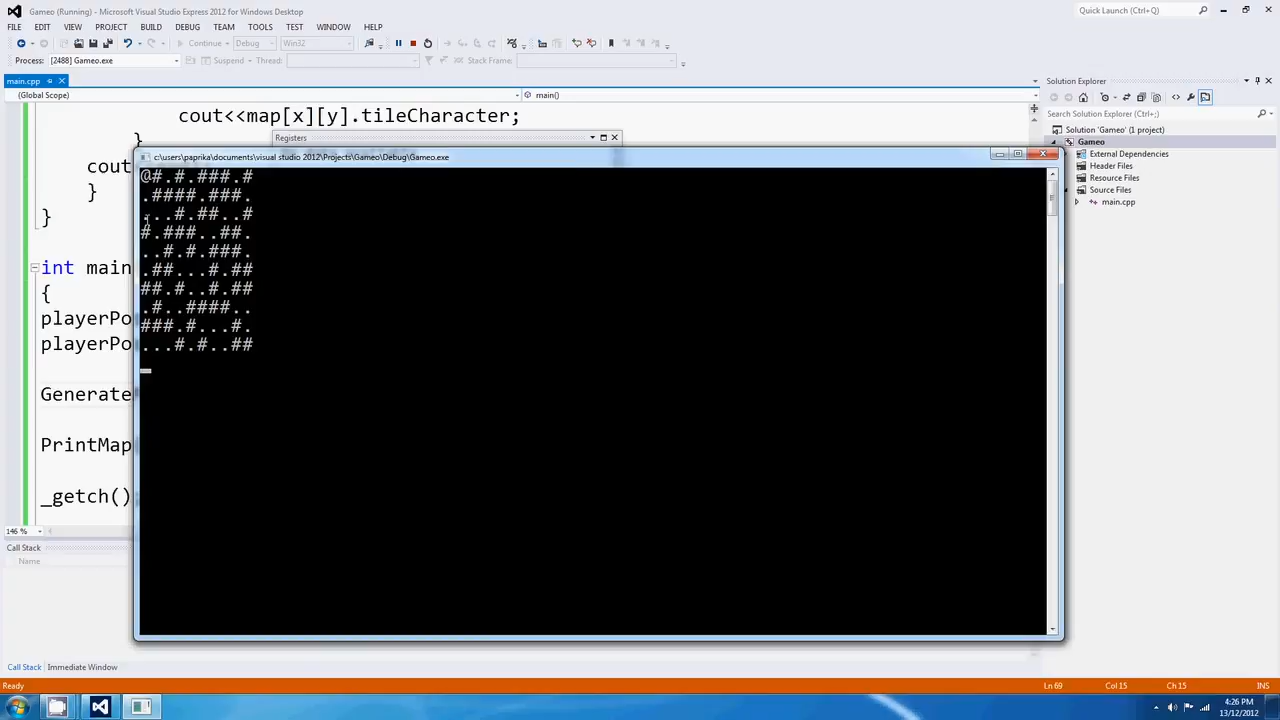 Gameo (Running) - Microsoft Visual Studio Express 2012 for Windows Desktop
Quick Launch (Ctrl+Q)
FILE EDIT VIEW PROJECT BUILD DEBUG TEAM TOOLS TEST WINDOW HELP
Continue Debug Win32
Process: [2488] Gameo.exe Suspend Thread: Stack Frame:
main.cpp
Solution Explorer
(Global Scope) main()
Search Solution Explorer (Ctrl+;)
cout<<map[x][y].tileCharacter;
Solution 'Gameo' (1 project)
}
Registers
Gameo
External Dependencies
Header Files
Resource Files
Source Files
main.cpp
c:\users\paprika\documents\visual studio 2012\Projects\Gameo\Debug\Gameo.exe
cout
}
}
@#.#.###.#
.####.###.
...#.##..#
#.###..##.
..#.#.###.
.##...#.##
##.#..#.##
.#..####..
###.#...#.
...#.#..##
int main
{
playerPo
playerPo
Generate
PrintMap
_getch()
146 %
Call Stack
Name
Call Stack Immediate Window
Ready Ln 69 Col 15 Ch 15 INS
4:26 PM
13/12/2012